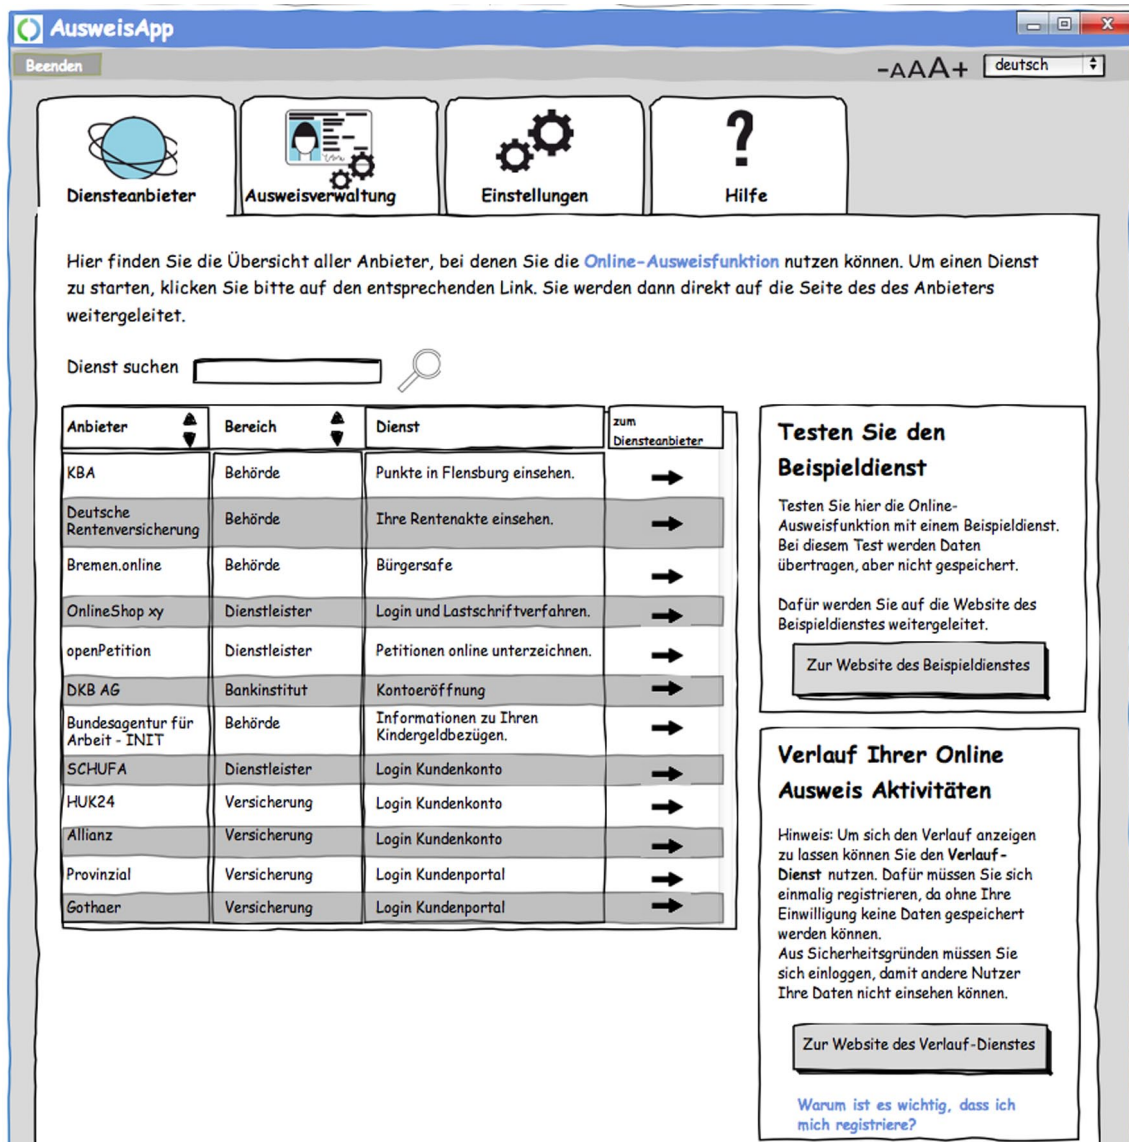 AusweisApp
Beenden
-AAA+
deutsch
Diensteanbieter
Ausweisverwaltung
Einstellungen
?
Hilfe
Hier finden Sie die Übersicht aller Anbieter, bei denen Sie die Online-Ausweisfunktion nutzen können. Um einen Dienst
zu starten, klicken Sie bitte auf den entsprechenden Link. Sie werden dann direkt auf die Seite des des Anbieters
weitergeleitet.
Dienst suchen
Anbieter Bereich Dienst zum
Diensteanbieter
KBA Behörde Punkte in Flensburg einsehen.
Deutsche
Rentenversicherung Behörde Ihre Rentenakte einsehen.
Bremen.online Behörde Bürgersafe
OnlineShop xy Dienstleister Login und Lastschriftverfahren.
openPetition Dienstleister Petitionen online unterzeichnen.
DKB AG Bankinstitut Kontoeröffnung
Bundesagentur für Behörde Informationen zu Ihren
Arbeit - INIT Kindergeldbezügen.
SCHUFA Dienstleister Login Kundenkonto
HUK24 Versicherung Login Kundenkonto
Allianz Versicherung Login Kundenkonto
Provinzial Versicherung Login Kundenportal
Gothaer Versicherung Login Kundenportal
Testen Sie den
Beispieldienst
Testen Sie hier die Online-
Ausweisfunktion mit einem Beispieldienst.
Bei diesem Test werden Daten
übertragen, aber nicht gespeichert.
Dafür werden Sie auf die Website des
Beispieldienstes weitergeleitet.
Zur Website des Beispieldienstes
Verlauf Ihrer Online
Ausweis Aktivitäten
Hinweis: Um sich den Verlauf anzeigen
zu lassen können Sie den Verlauf-
Dienst nutzen. Dafür müssen Sie sich
einmalig registrieren, da ohne Ihre
Einwilligung keine Daten gespeichert
werden können.
Aus Sicherheitsgründen müssen Sie
sich einloggen, damit andere Nutzer
Ihre Daten nicht einsehen können.
Zur Website des Verlauf-Dienstes
Warum ist es wichtig, dass ich
mich registriere?